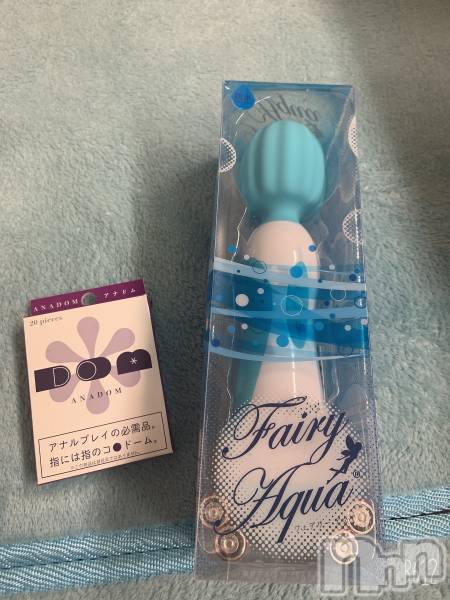 ANADOM アナドム
20 pieces
DOM
ANADOM
アナルプレイの必需品。
指には指のコ●ドーム。
Fairy
Aqua®